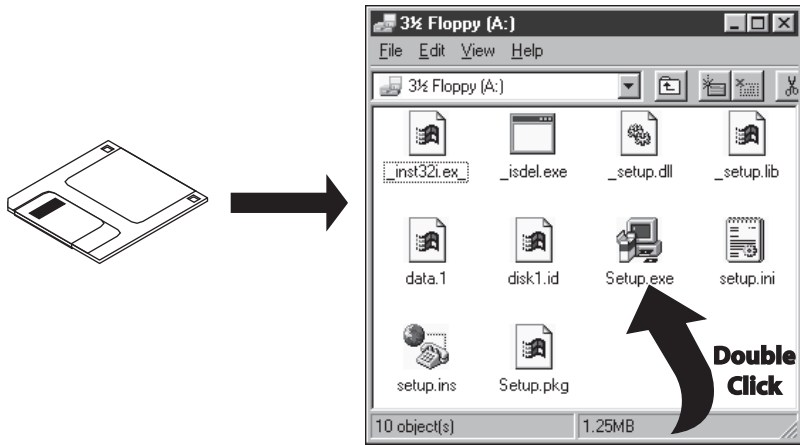 3½ Floppy (A:)
File Edit View Help
3½ Floppy (A:)
_inst32i.ex_ _isdel.exe _setup.dll _setup.lib
data.1 disk1.id Setup.exe setup.ini
setup.ins Setup.pkg
Double
Click
10 object(s) 1.25MB